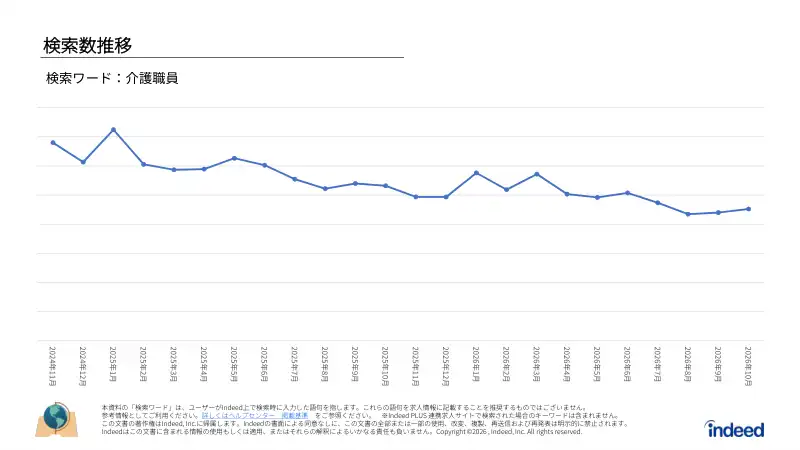 検索数推移
検索ワード：介護職員
2024年11月
2024年12月
2025年1月
2025年2月
2025年3月
2025年4月
2025年5月
2025年6月
2025年7月
2025年8月
2025年9月
2025年10月
2025年11月
2025年12月
2026年1月
2026年2月
2026年3月
2026年4月
2026年5月
2026年6月
2026年7月
2026年8月
2026年9月
2026年10月
本資料の「検索ワード」は、ユーザーがIndeed上で検索時に入力した語句を指します。これらの語句を求人情報に記載することを推奨するものではございません。
参考情報としてご利用ください。詳しくはヘルプセンター　掲載基準　をご参照ください。　※Indeed PLUS 連携求人サイトで検索された場合のキーワードは含まれません。
この文書の著作権はIndeed, Inc.に帰属します。Indeedの書面による同意なしに、この文書の全部または一部の使用、改変、複製、再送信および再発表は明示的に禁止されます。
Indeedはこの文書に含まれる情報の使用もしくは適用、またはそれらの解釈によるいかなる責任も負いません。Copyright ©2026 , Indeed, Inc. All rights reserved.
indeed